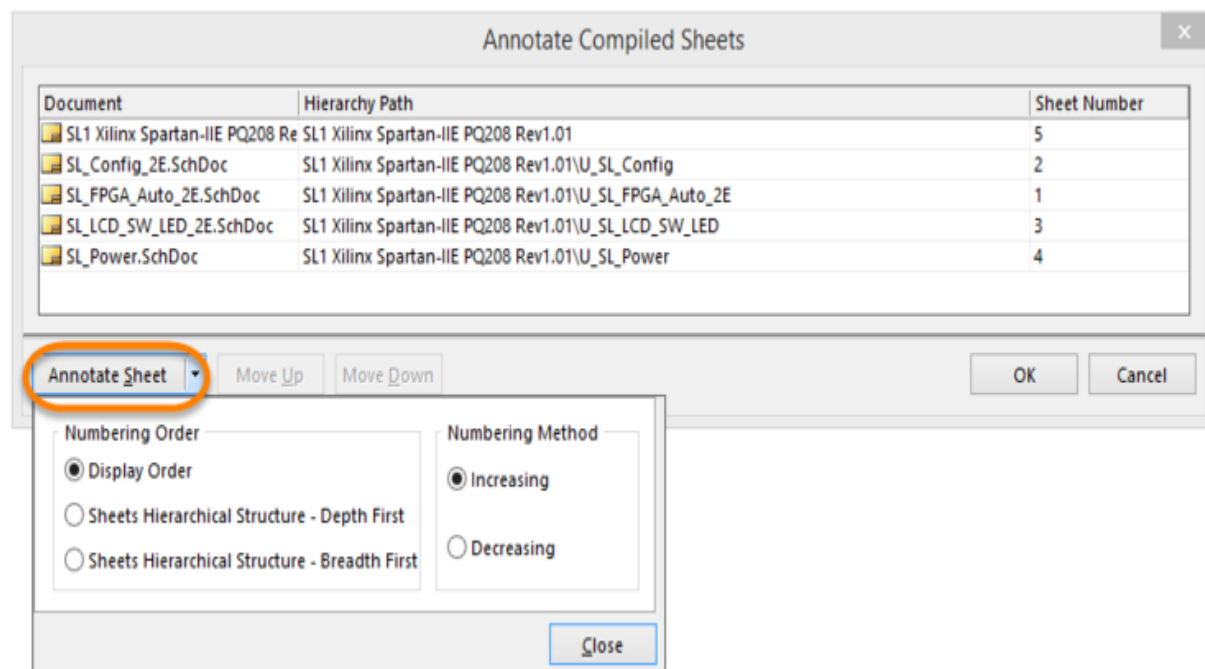 Annotate Compiled Sheets
x
Document Hierarchy Path Sheet Number
SL1 Xilinx Spartan-IIE PQ208 Re SL1 Xilinx Spartan-IIE PQ208 Rev1.01 5
SL_Config_2E.SchDoc SL1 Xilinx Spartan-IIE PQ208 Rev1.01\U_SL_Config 2
SL_FPGA_Auto_2E.SchDoc SL1 Xilinx Spartan-IIE PQ208 Rev1.01\U_SL_FPGA_Auto_2E 1
SL_LCD_SW_LED_2E.SchDoc SL1 Xilinx Spartan-IIE PQ208 Rev1.01\U_SL_LCD_SW_LED 3
SL_Power.SchDoc SL1 Xilinx Spartan-IIE PQ208 Rev1.01\U_SL_Power 4
Annotate Sheet Move Up Move Down OK Cancel
Numbering Order Numbering Method
Display Order Increasing
Sheets Hierarchical Structure - Depth First
Sheets Hierarchical Structure - Breadth First Decreasing
Close